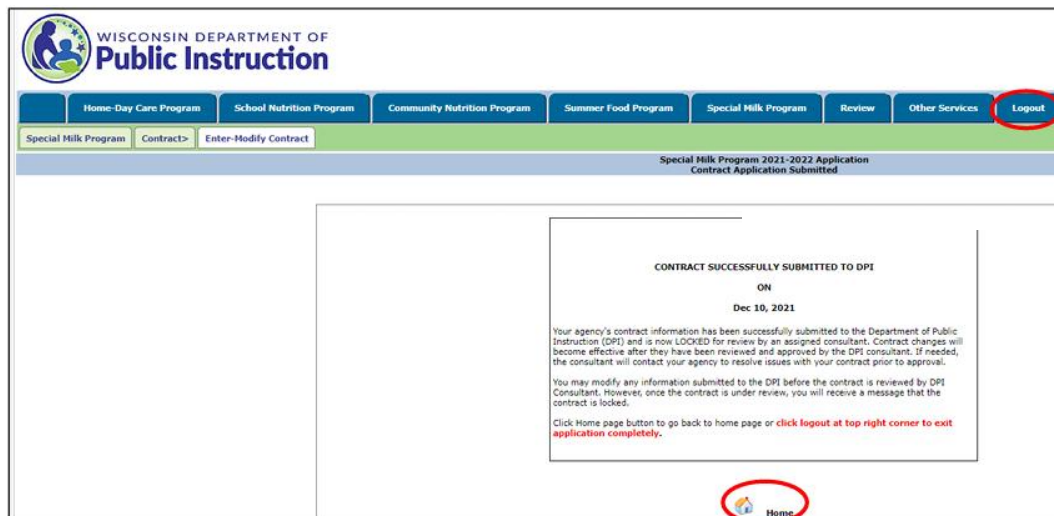 WISCONSIN DEPARTMENT OF
Public Instruction
Home-Day Care Program School Nutrition Program Community Nutrition Program Summer Food Program Special Milk Program Review Other Services Logout
Special Milk Program Contract> Enter-Modify Contract
Special Milk Program 2021-2022 Application
Contract Application Submitted
CONTRACT SUCCESSFULLY SUBMITTED TO DPI
ON
Dec 10, 2021
Your agency's contract information has been successfully submitted to the Department of Public
Instruction (DPI) and is now LOCKED for review by an assigned consultant. Contract changes will
become effective after they have been reviewed and approved by the DPI consultant. If needed,
the consultant will contact your agency to resolve issues with your contract prior to approval.
You may modify any information submitted to the DPI before the contract is reviewed by DPI
Consultant. However, once the contract is under review, you will receive a message that the
contract is locked.
Click Home page button to go back to home page or click logout at top right corner to exit
application completely.
Home